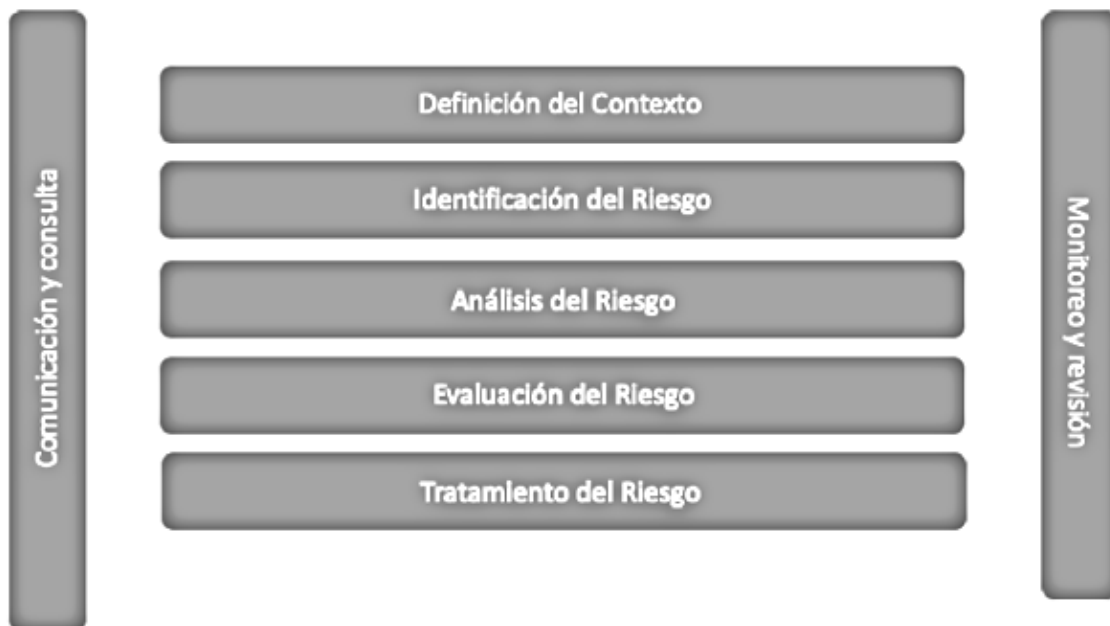 Comunicación y consulta
Definición del Contexto
Identificación del Riesgo
Análisis del Riesgo
Evaluación del Riesgo
Tratamiento del Riesgo
Monitoreo y revisión